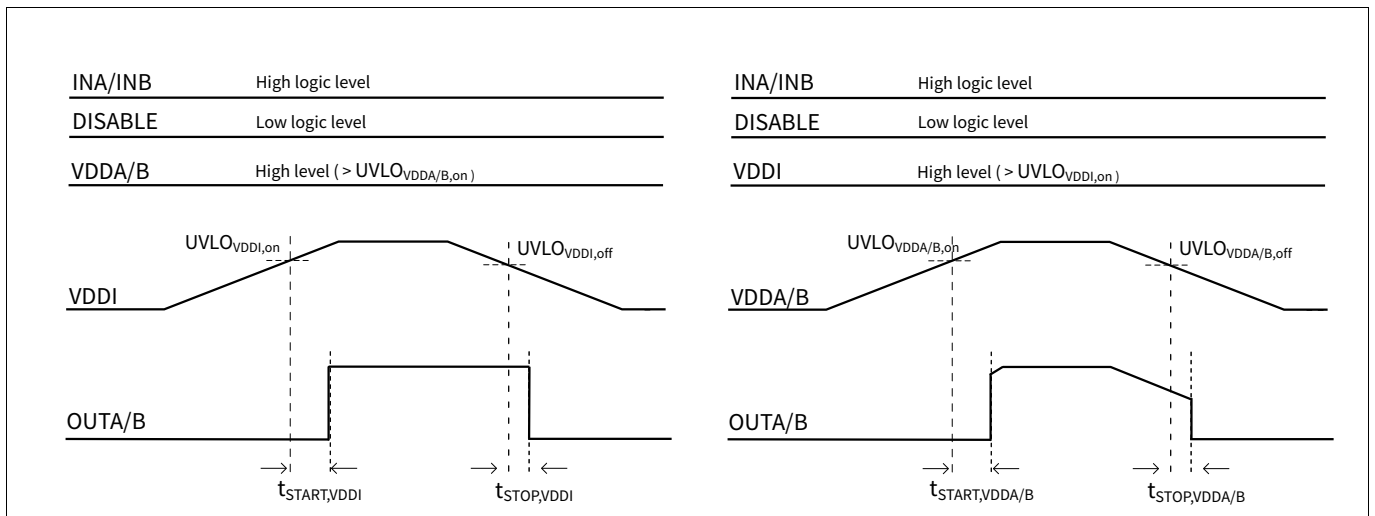 INA/INB High logic level
DISABLE Low logic level
VDDA/B High level ( > UVLOVDDA/B,on )
UVLOVDDI,on
UVLOVDDI,off
VDDI
OUTA/B
tSTART,VDDI
tSTOP,VDDI
INA/INB High logic level
DISABLE Low logic level
VDDI High level ( > UVLOVDDI,on )
UVLOVDDA/B,on
UVLOVDDA/B,off
VDDA/B
OUTA/B
tSTART,VDDA/B
tSTOP,VDDA/B